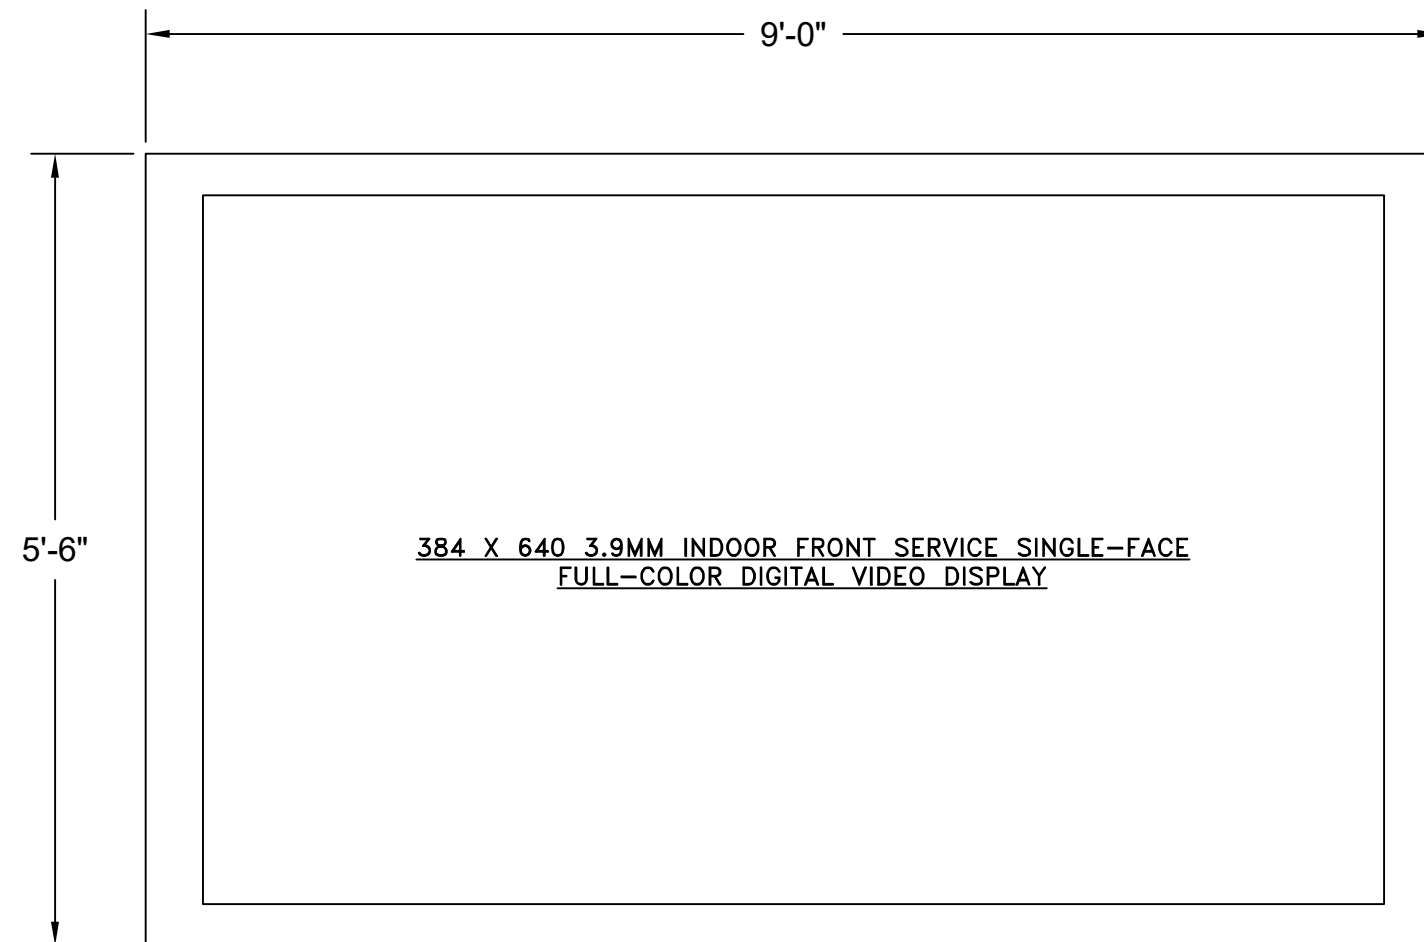 9'-0"
5'-6"
384 X 640 3.9MM INDOOR FRONT SERVICE SINGLE-FACE
FULL-COLOR DIGITAL VIDEO DISPLAY